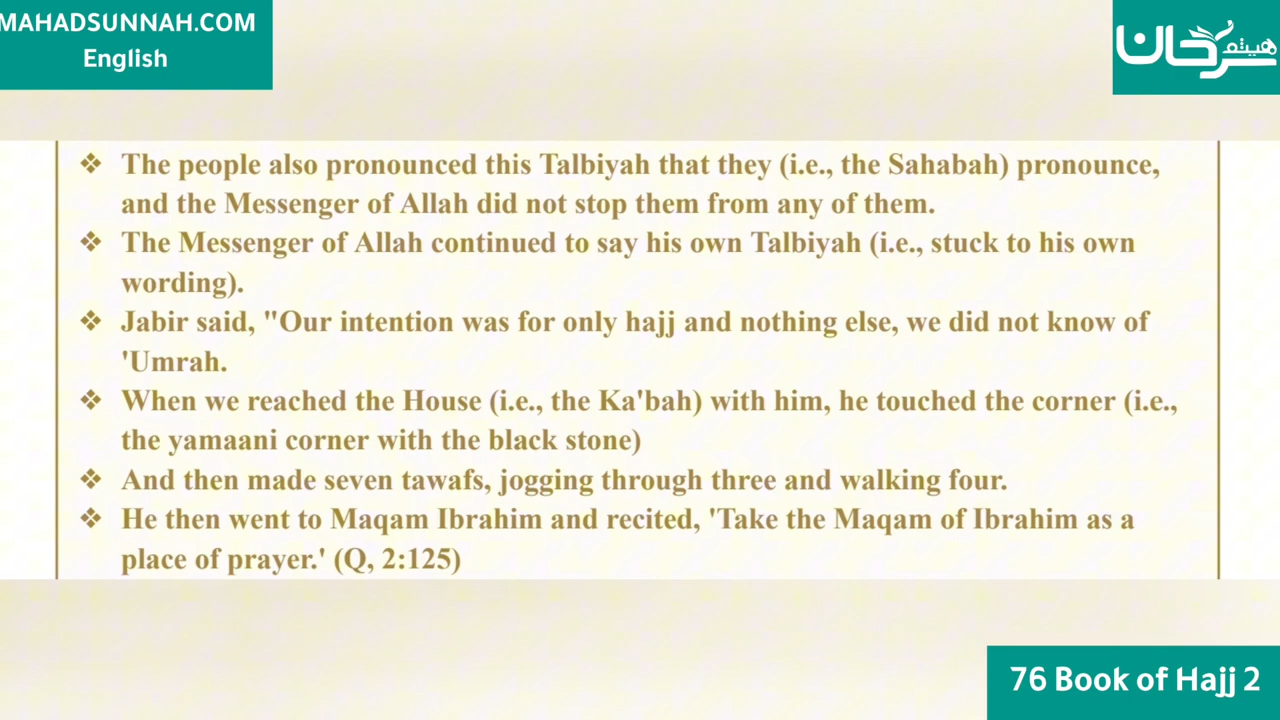 MAHADSUNNAH.COM
English
هيثم
سرحان
❖ The people also pronounced this Talbiyah that they (i.e., the Sahabah) pronounce,
and the Messenger of Allah did not stop them from any of them.
❖ The Messenger of Allah continued to say his own Talbiyah (i.e., stuck to his own
wording).
❖ Jabir said, "Our intention was for only hajj and nothing else, we did not know of
'Umrah.
❖ When we reached the House (i.e., the Ka'bah) with him, he touched the corner (i.e.,
the yamaani corner with the black stone)
❖ And then made seven tawafs, jogging through three and walking four.
❖ He then went to Maqam Ibrahim and recited, 'Take the Maqam of Ibrahim as a
place of prayer.' (Q, 2:125)
76 Book of Hajj 2